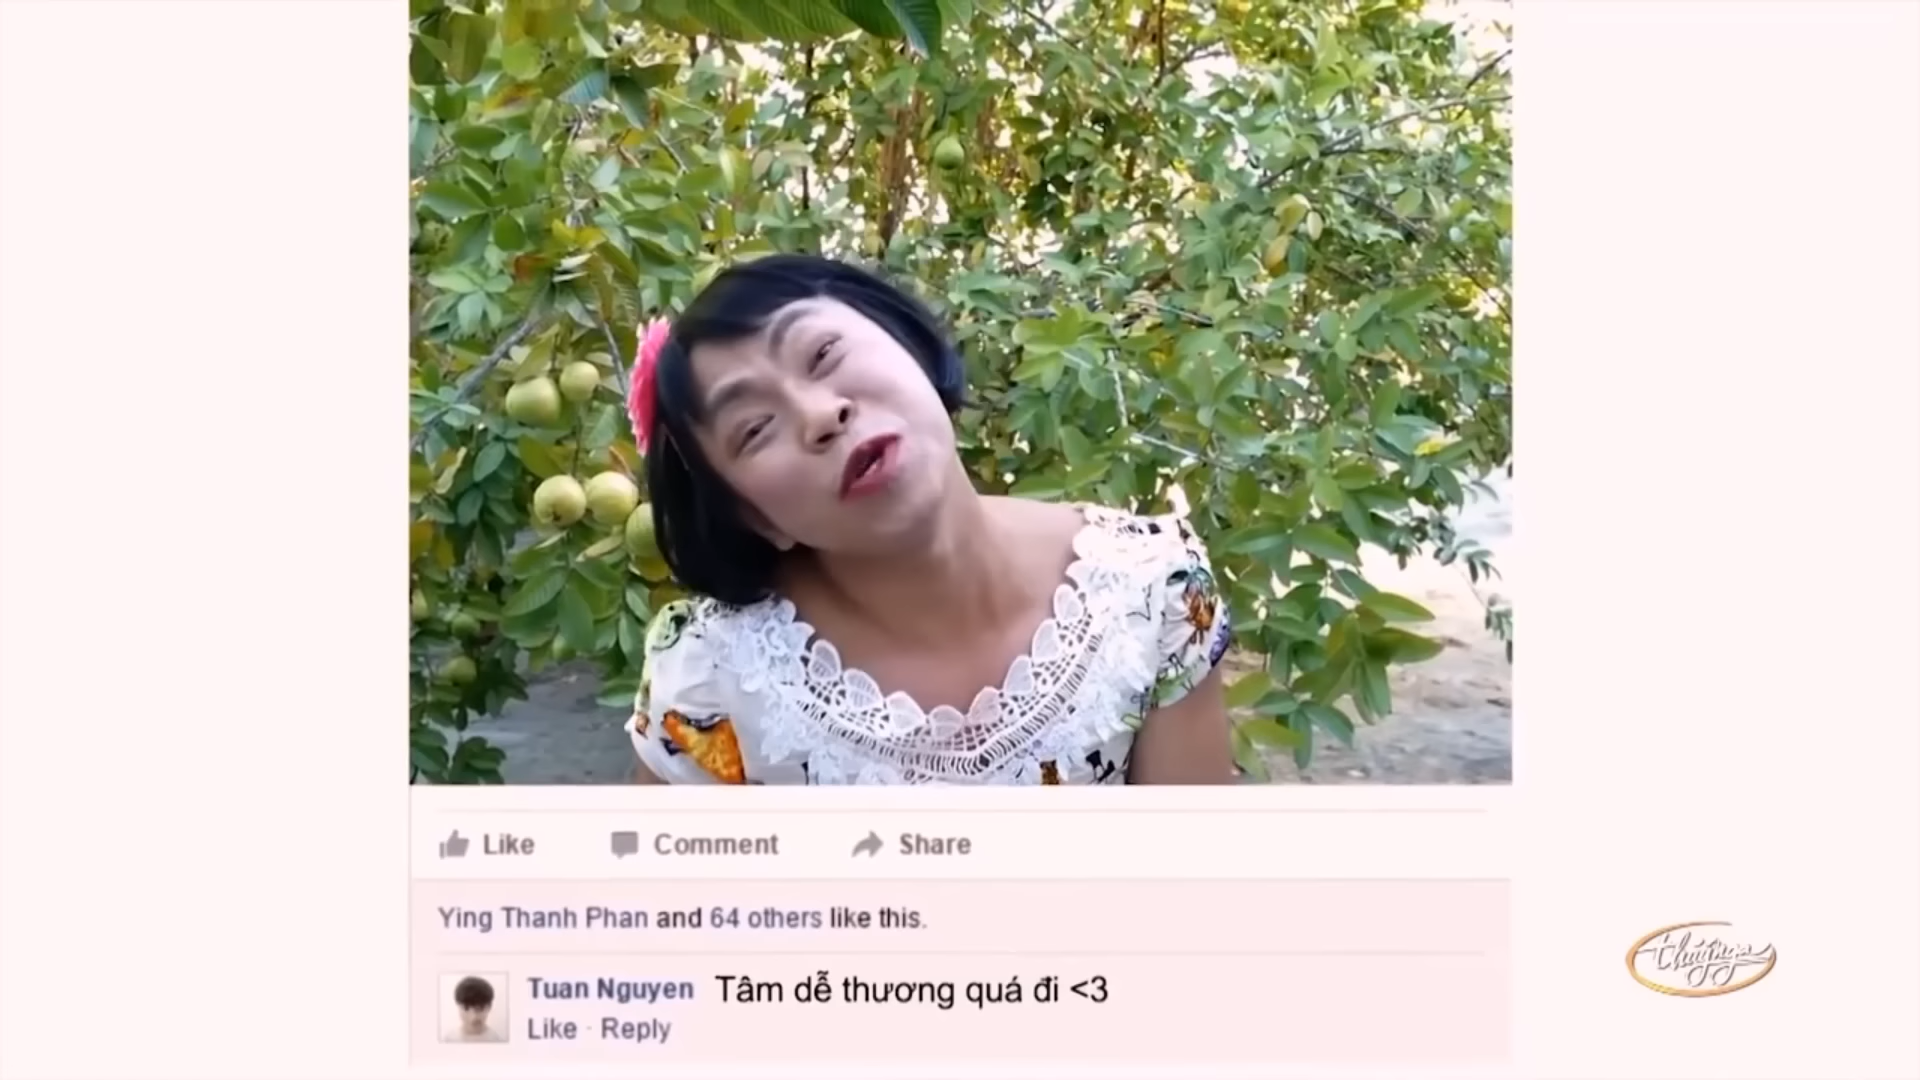 Like Comment Share
Ying Thanh Phan and 64 others like this.
Tuan Nguyen Tâm dễ thương quá đi <3
Like · Reply
thúynga